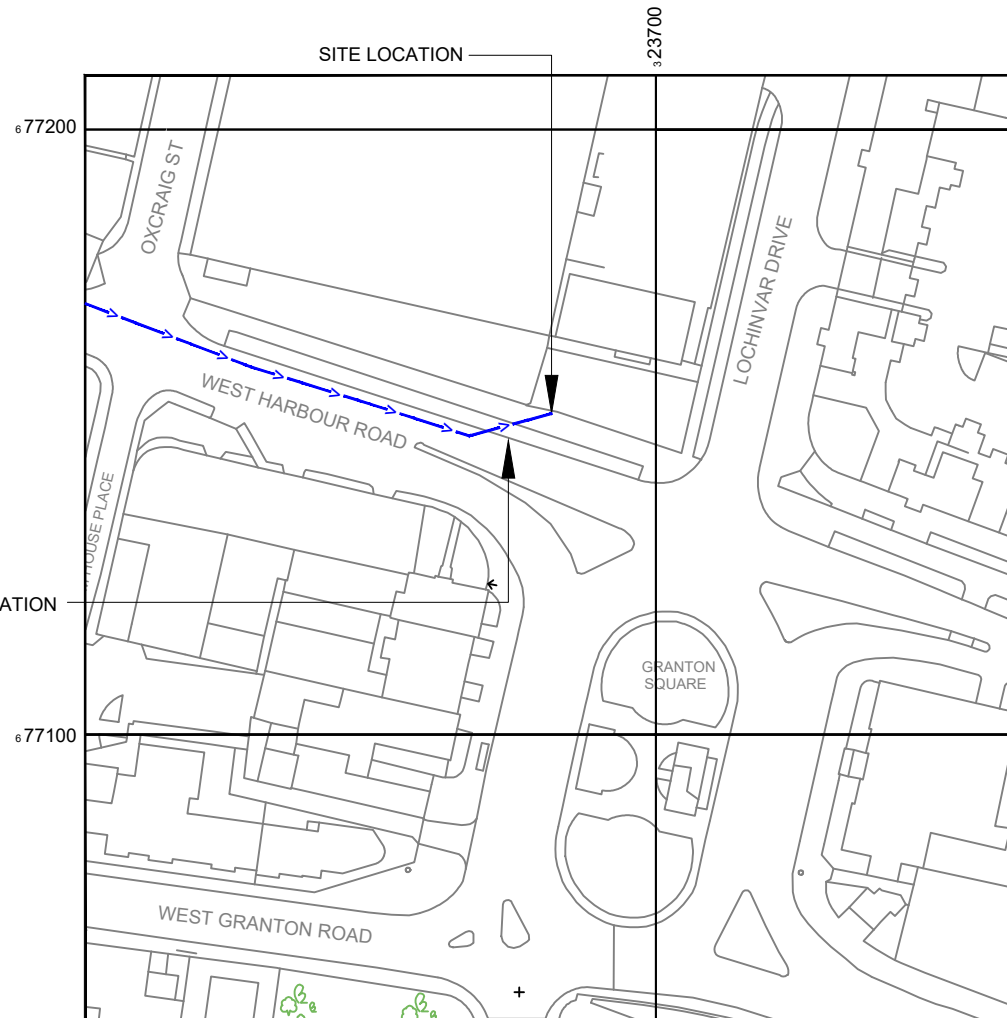 SITE LOCATION
323700
677200
OXCRAIG ST
LOCHINVAR DRIVE
WEST HARBOUR ROAD
HOUSE PLACE
ATION
GRANTON
SQUARE
677100
WEST GRANTON ROAD